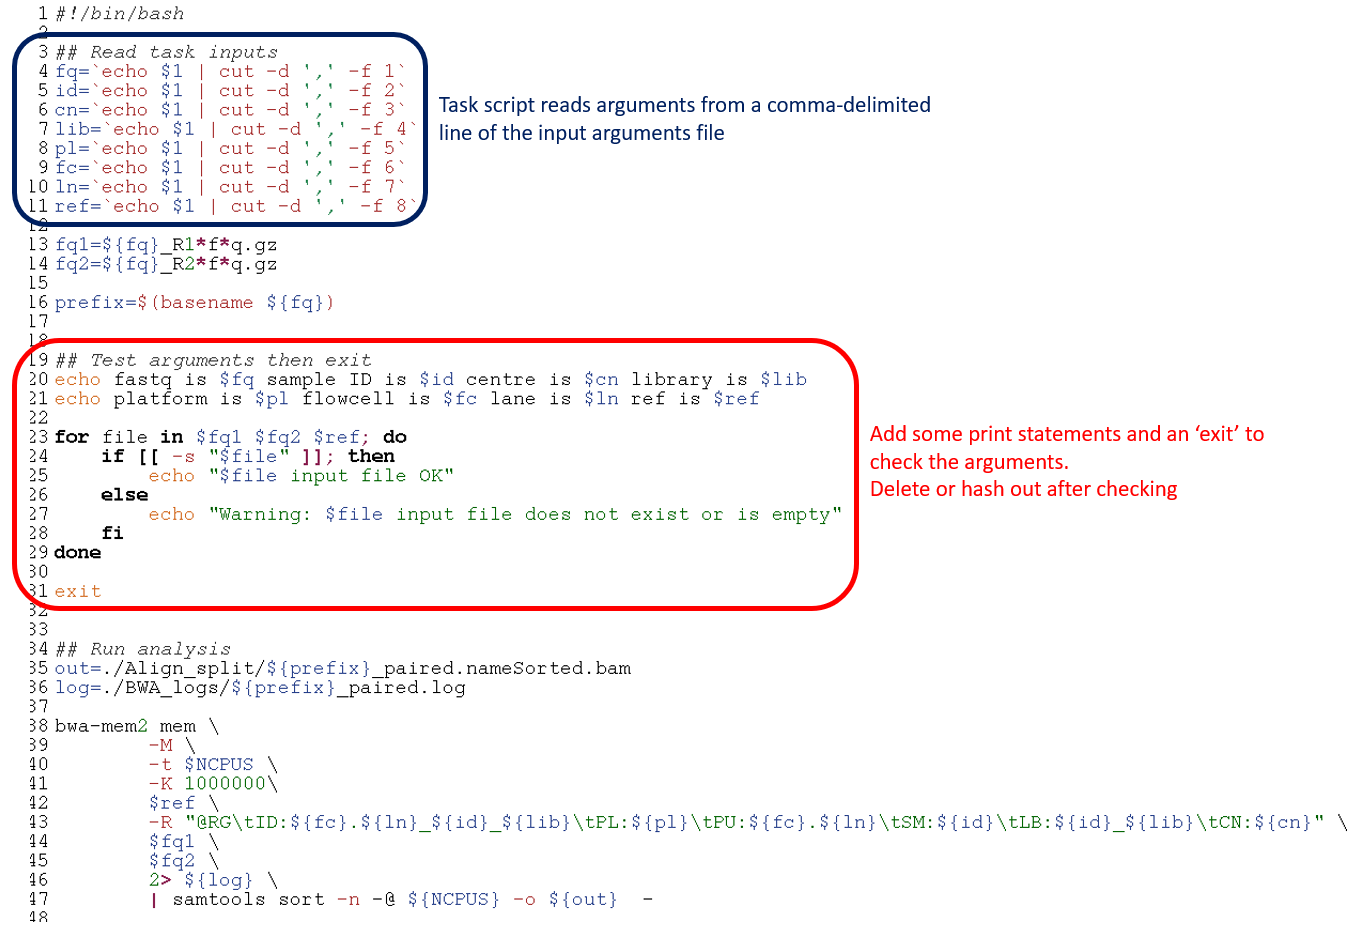 1 #!/bin/bash
2
3 ## Read task inputs
4 fq=`echo $1 | cut -d ',' -f 1`
5 id=`echo $1 | cut -d ',' -f 2`
6 cn=`echo $1 | cut -d ',' -f 3`
7 lib=`echo $1 | cut -d ',' -f 4`
8 pl=`echo $1 | cut -d ',' -f 5`
9 fc=`echo $1 | cut -d ',' -f 6`
10 ln=`echo $1 | cut -d ',' -f 7`
11 ref=`echo $1 | cut -d ',' -f 8`
Task script reads arguments from a comma-delimited
line of the input arguments file
12
13 fq1=${fq}_R1*f*q.gz
14 fq2=${fq}_R2*f*q.gz
15
16 prefix=$(basename ${fq})
17
18
19 ## Test arguments then exit
20 echo fastq is $fq sample ID is $id centre is $cn library is $lib
21 echo platform is $pl flowcell is $fc lane is $ln ref is $ref
22
23 for file in $fq1 $fq2 $ref; do
24     if [[ -s "$file" ]]; then
25         echo "$file input file OK"
26     else
27         echo "Warning: $file input file does not exist or is empty"
28     fi
29 done
30
31 exit
Add some print statements and an ‘exit’ to
check the arguments.
Delete or hash out after checking
32
33
34 ## Run analysis
35 out=./Align_split/${prefix}_paired.nameSorted.bam
36 log=./BWA_logs/${prefix}_paired.log
37
38 bwa-mem2 mem \
39         -M \
40         -t $NCPUS \
41         -K 1000000\
42         $ref \
43         -R "@RG\tID:${fc}.${ln}_${id}_${lib}\tPL:${pl}\tPU:${fc}.${ln}\tSM:${id}\tLB:${id}_${lib}\tCN:${cn}" \
44         $fq1 \
45         $fq2 \
46         2> ${log} \
47         | samtools sort -n -@ ${NCPUS} -o ${out}  -
48